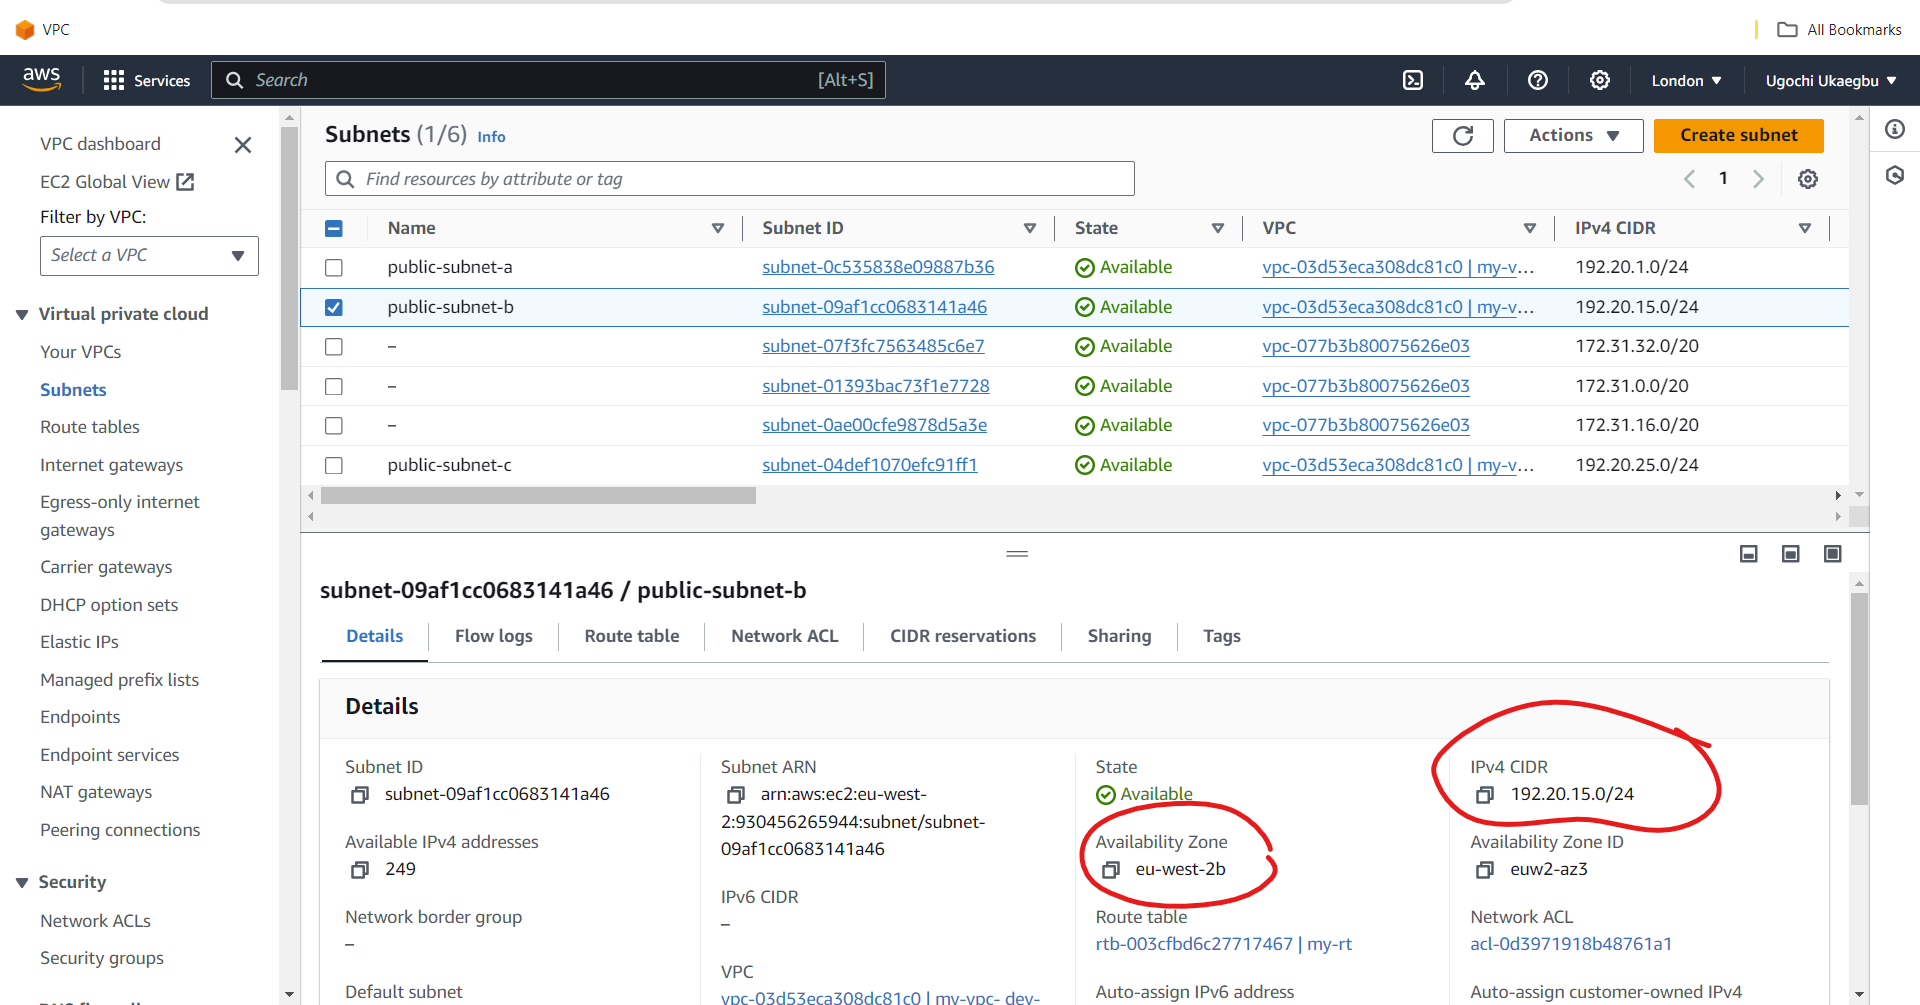 VPC
All Bookmarks
aws
Services
Search
[Alt+S]
London
Ugochi Ukaegbu
VPC dashboard
EC2 Global View
Filter by VPC:
Select a VPC
Virtual private cloud
Your VPCs
Subnets
Route tables
Internet gateways
Egress-only internet
gateways
Carrier gateways
DHCP option sets
Elastic IPs
Managed prefix lists
Endpoints
Endpoint services
NAT gateways
Peering connections
Security
Network ACLs
Security groups
Subnets (1/6) Info
Actions
Create subnet
Find resources by attribute or tag
1
Name Subnet ID State VPC IPv4 CIDR
public-subnet-a subnet-0c535838e09887b36 Available vpc-03d53eca308dc81c0 | my-v... 192.20.1.0/24
public-subnet-b subnet-09af1cc0683141a46 Available vpc-03d53eca308dc81c0 | my-v... 192.20.15.0/24
– subnet-07f3fc7563485c6e7 Available vpc-077b3b80075626e03 172.31.32.0/20
– subnet-01393bac73f1e7728 Available vpc-077b3b80075626e03 172.31.0.0/20
– subnet-0ae00cfe9878d5a3e Available vpc-077b3b80075626e03 172.31.16.0/20
public-subnet-c subnet-04def1070efc91ff1 Available vpc-03d53eca308dc81c0 | my-v... 192.20.25.0/24
subnet-09af1cc0683141a46 / public-subnet-b
Details Flow logs Route table Network ACL CIDR reservations Sharing Tags
Details
Subnet ID
subnet-09af1cc0683141a46
Available IPv4 addresses
249
Network border group
–
Default subnet
Subnet ARN
arn:aws:ec2:eu-west-
2:930456265944:subnet/subnet-
09af1cc0683141a46
IPv6 CIDR
–
VPC
vpc-03d53eca308dc81c0 | my-vpc- dev-
State
Available
Availability Zone
eu-west-2b
Route table
rtb-003cfbd6c27717467 | my-rt
Auto-assign IPv6 address
IPv4 CIDR
192.20.15.0/24
Availability Zone ID
euw2-az3
Network ACL
acl-0d3971918b48761a1
Auto-assign customer-owned IPv4